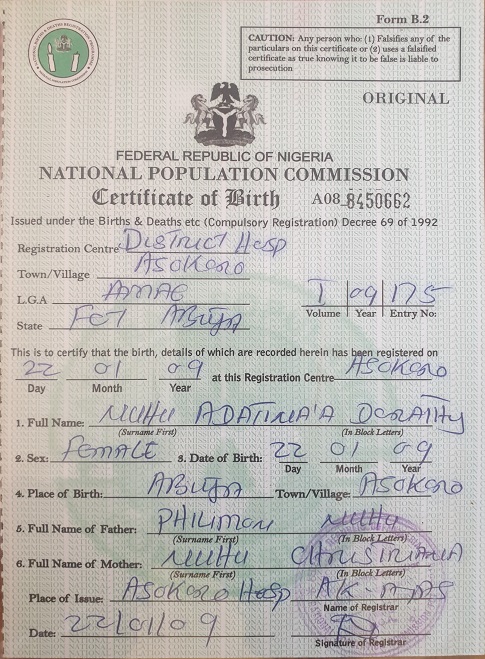 Form B.2
CAUTION: Any person who: (1) Falsifies any of the
particulars on this certificate or (2) uses a falsified
certificate as true knowing it to be false is liable to
prosecution
ORIGINAL
FEDERAL REPUBLIC OF NIGERIA
NATIONAL POPULATION COMMISSION
Certificate of Birth A08 8450662
Issued under the Births & Deaths etc (Compulsory Registration) Decree 69 of 1992
Registration Centre District Hosp
Town/Village ASOKORO
L.G.A AMAC
I 09 175
Volume Year Entry No:
State FCT ABUJA
This is to certify that the birth, details of which are recorded herein has been registered on
22 01 09 at this Registration Centre ASOKORO
Day Month Year
1. Full Name: DORATHY
(Surname First) (In Block Letters)
2. Sex: FEMALE 3. Date of Birth: 22 01 09
Day Month Year
4. Place of Birth: ABUJA Town/Village: ASOKORO
5. Full Name of Father: PHILIMON
(Surname First) (In Block Letters)
6. Full Name of Mother:
(Surname First) (In Block Letters)
Place of Issue: ASOKORO Hosp
Name of Registrar
Date: 22/01/09
Signature of Registrar